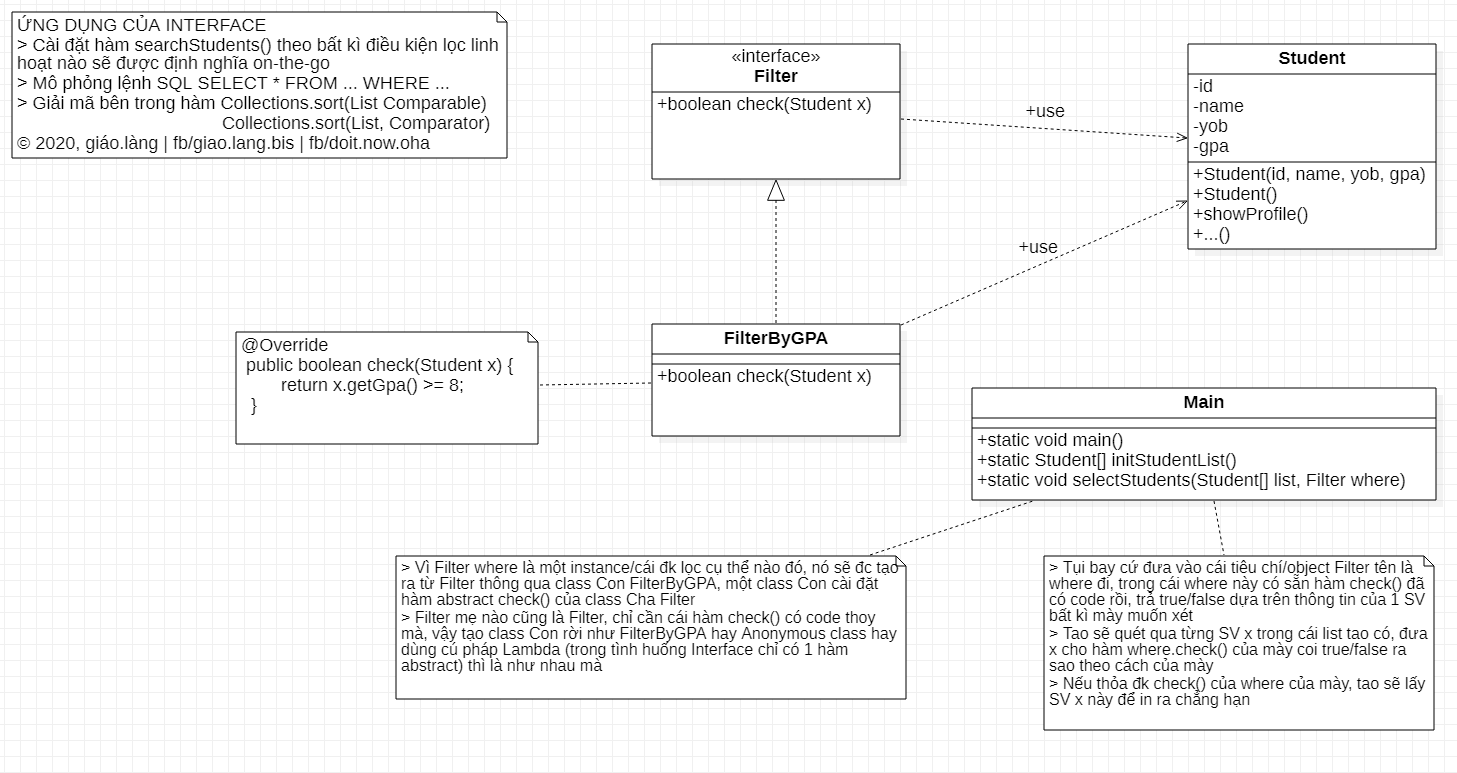 ỨNG DỤNG CỦA INTERFACE
> Cài đặt hàm searchStudents() theo bất kì điều kiện lọc linh
hoạt nào sẽ được định nghĩa on-the-go
> Mô phỏng lệnh SQL SELECT * FROM ... WHERE ...
> Giải mã bên trong hàm Collections.sort(List Comparable)
Collections.sort(List, Comparator)
© 2020, giáo.làng | fb/giao.lang.bis | fb/doit.now.oha
«interface»
Filter
+boolean check(Student x)
+use
Student
-id
-name
-yob
-gpa
+Student(id, name, yob, gpa)
+Student()
+showProfile()
+...()
+use
@Override
public boolean check(Student x) {
return x.getGpa() >= 8;
}
FilterByGPA
+boolean check(Student x)
Main
+static void main()
+static Student[] initStudentList()
+static void selectStudents(Student[] list, Filter where)
> Vì Filter where là một instance/cái đk lọc cụ thể nào đó, nó sẽ đc tạo
ra từ Filter thông qua class Con FilterByGPA, một class Con cài đặt
hàm abstract check() của class Cha Filter
> Filter mẹ nào cũng là Filter, chỉ cần cái hàm check() có code thoy
mà, vậy tạo class Con rời như FilterByGPA hay Anonymous class hay
dùng cú pháp Lambda (trong tình huống Interface chỉ có 1 hàm
abstract) thì là như nhau mà
> Tụi bay cứ đưa vào cái tiêu chí/object Filter tên là
where đi, trong cái where này có sẵn hàm check() đã
có code rồi, trả true/false dựa trên thông tin của 1 SV
bất kì mày muốn xét
> Tao sẽ quét qua từng SV x trong cái list tao có, đưa
x cho hàm where.check() của mày coi true/false ra
sao theo cách của mày
> Nếu thỏa đk check() của where của mày, tao sẽ lấy
SV x này để in ra chẳng hạn